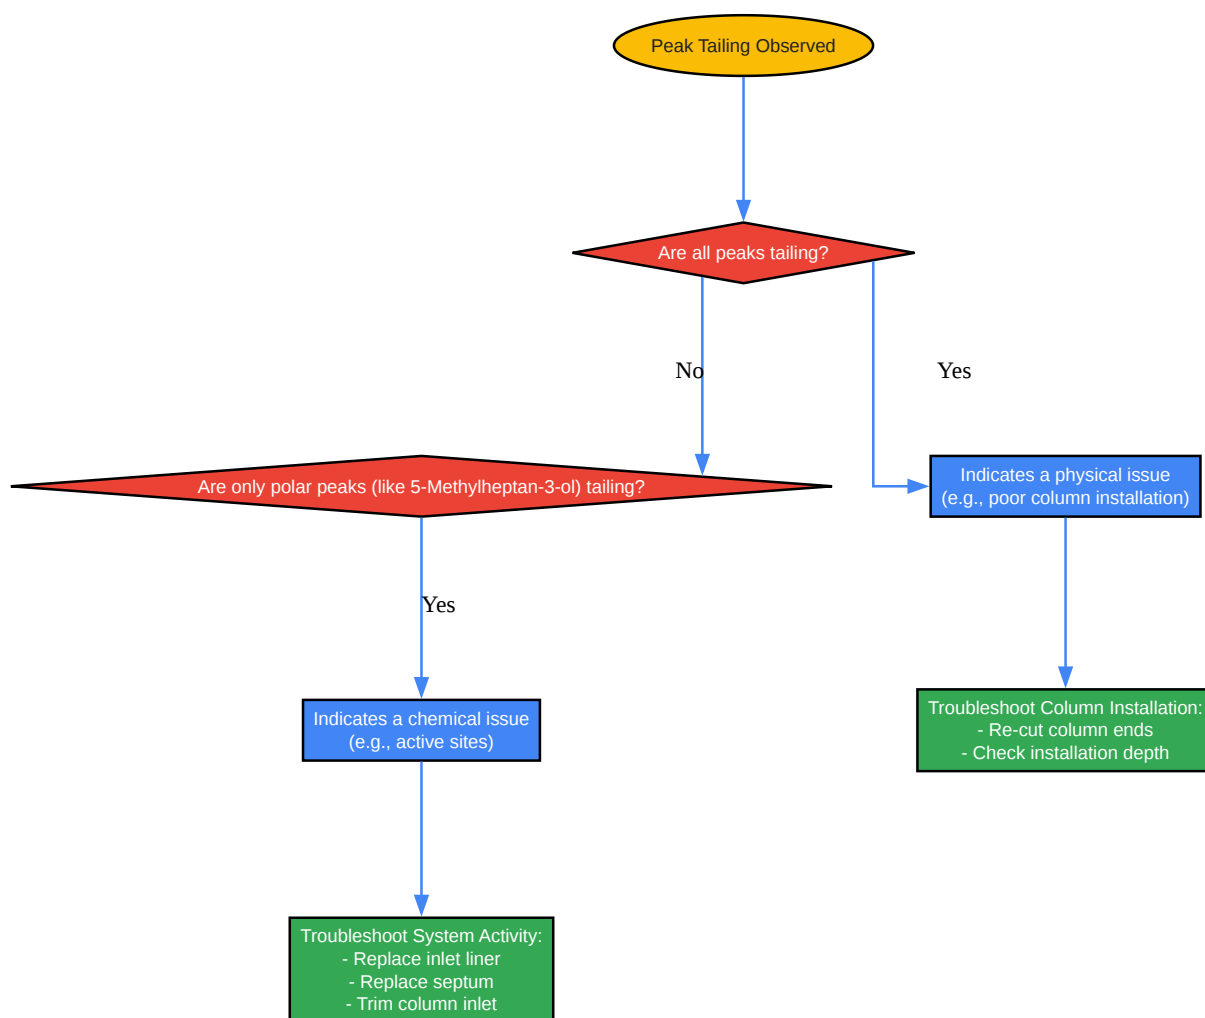 Peak Tailing Observed
Are all peaks tailing?
No
Yes
Are only polar peaks (like 5-Methylheptan-3-ol) tailing?
Indicates a physical issue
(e.g., poor column installation)
Yes
Indicates a chemical issue
(e.g., active sites)
Troubleshoot Column Installation:
- Re-cut column ends
- Check installation depth
Troubleshoot System Activity:
- Replace inlet liner
- Replace septum
- Trim column inlet